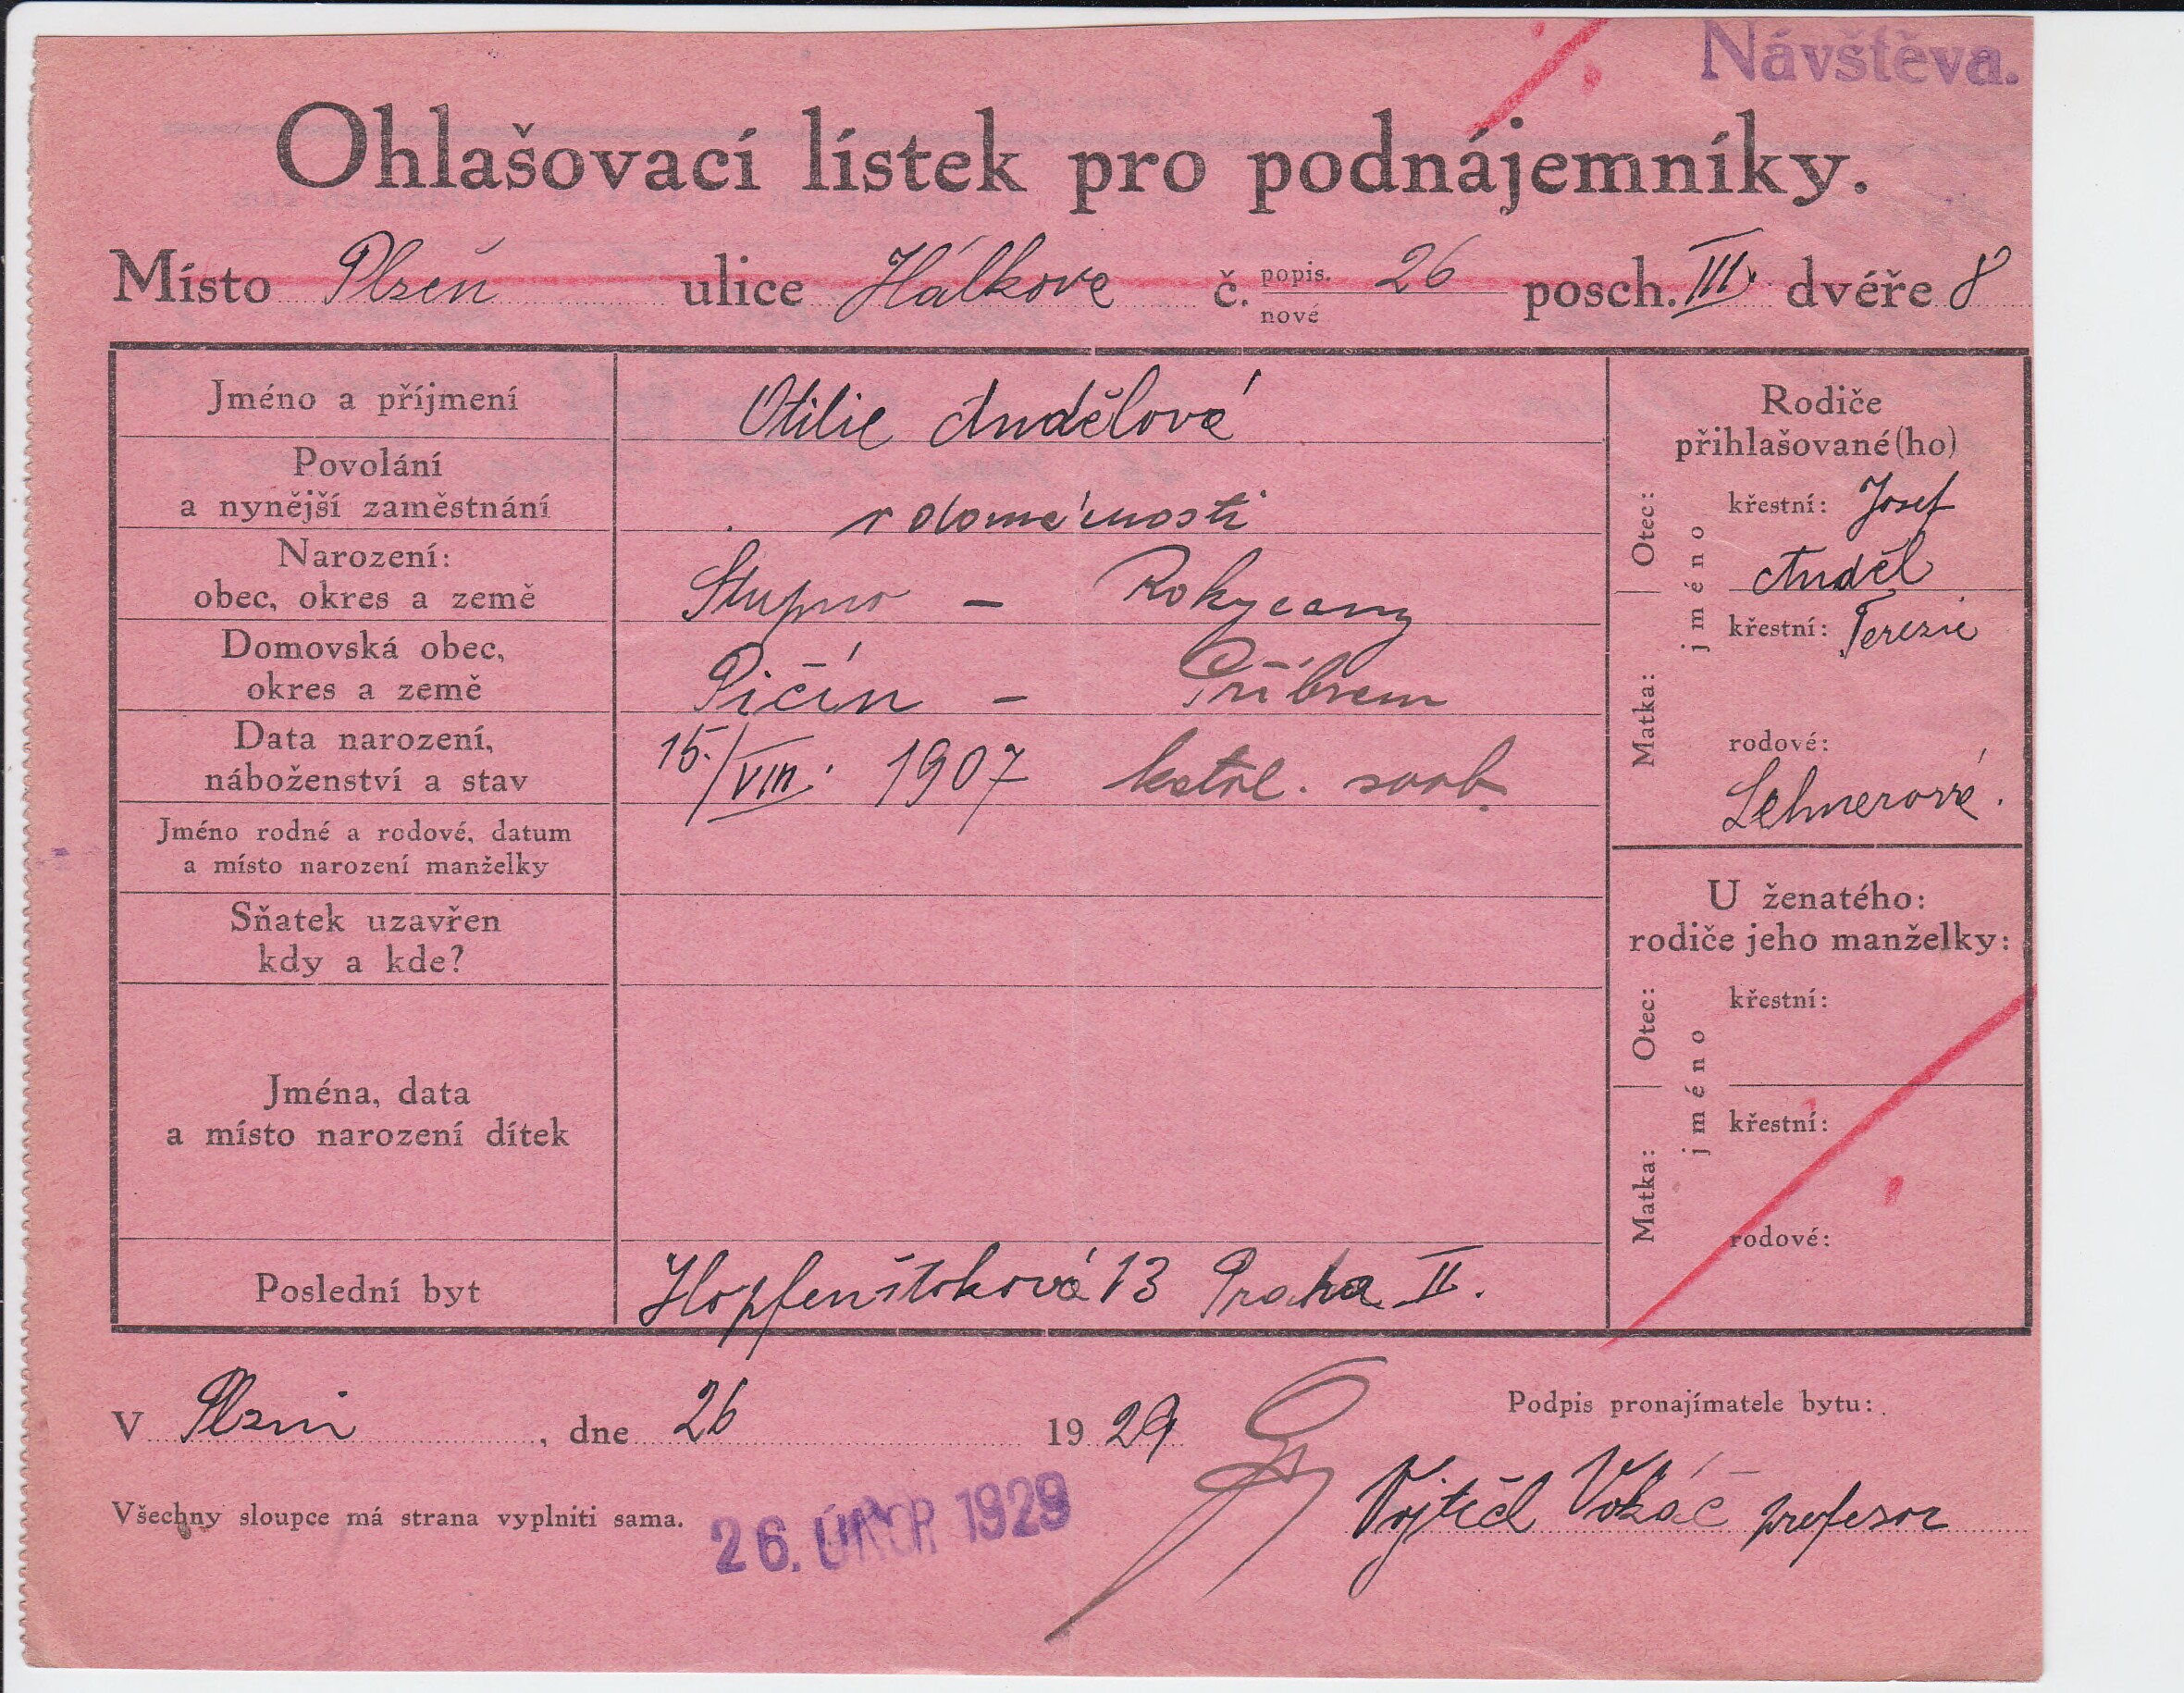 Návštěva.
Ohlašovací lístek pro podnájemníky.
Místo Plzeň ulice Hálkova č. popis. nové 26 posch. III. dvéře 8
Jméno a příjmení
Otilie Andělová
Povolání
a nynější zaměstnání
v domácnosti
Narození:
obec, okres a země
Stupno – Rokycany
Domovská obec,
okres a země
Pičín – Příbram
Data narození,
náboženství a stav
15./VIII. 1907 katol. svob.
Jméno rodné a rodové, datum
a místo narození manželky
Sňatek uzavřen
kdy a kde?
Jména, data
a místo narození dítek
Poslední byt
Hopfenštoková 13 Praha II.
Rodiče
přihlašované(ho)
Otec:
jméno
křestní: Josef
Anděl
Matka:
křestní: Terezie
rodové:
Lehnerová.
U ženatého:
rodiče jeho manželky:
Otec:
jméno
křestní:
Matka:
křestní:
rodové:
V Plzni, dne 26 1929
Podpis pronajímatele bytu:
Vojtěch Vokáč profesor
Všechny sloupce má strana vyplniti sama.
26. ÚNOR 1929